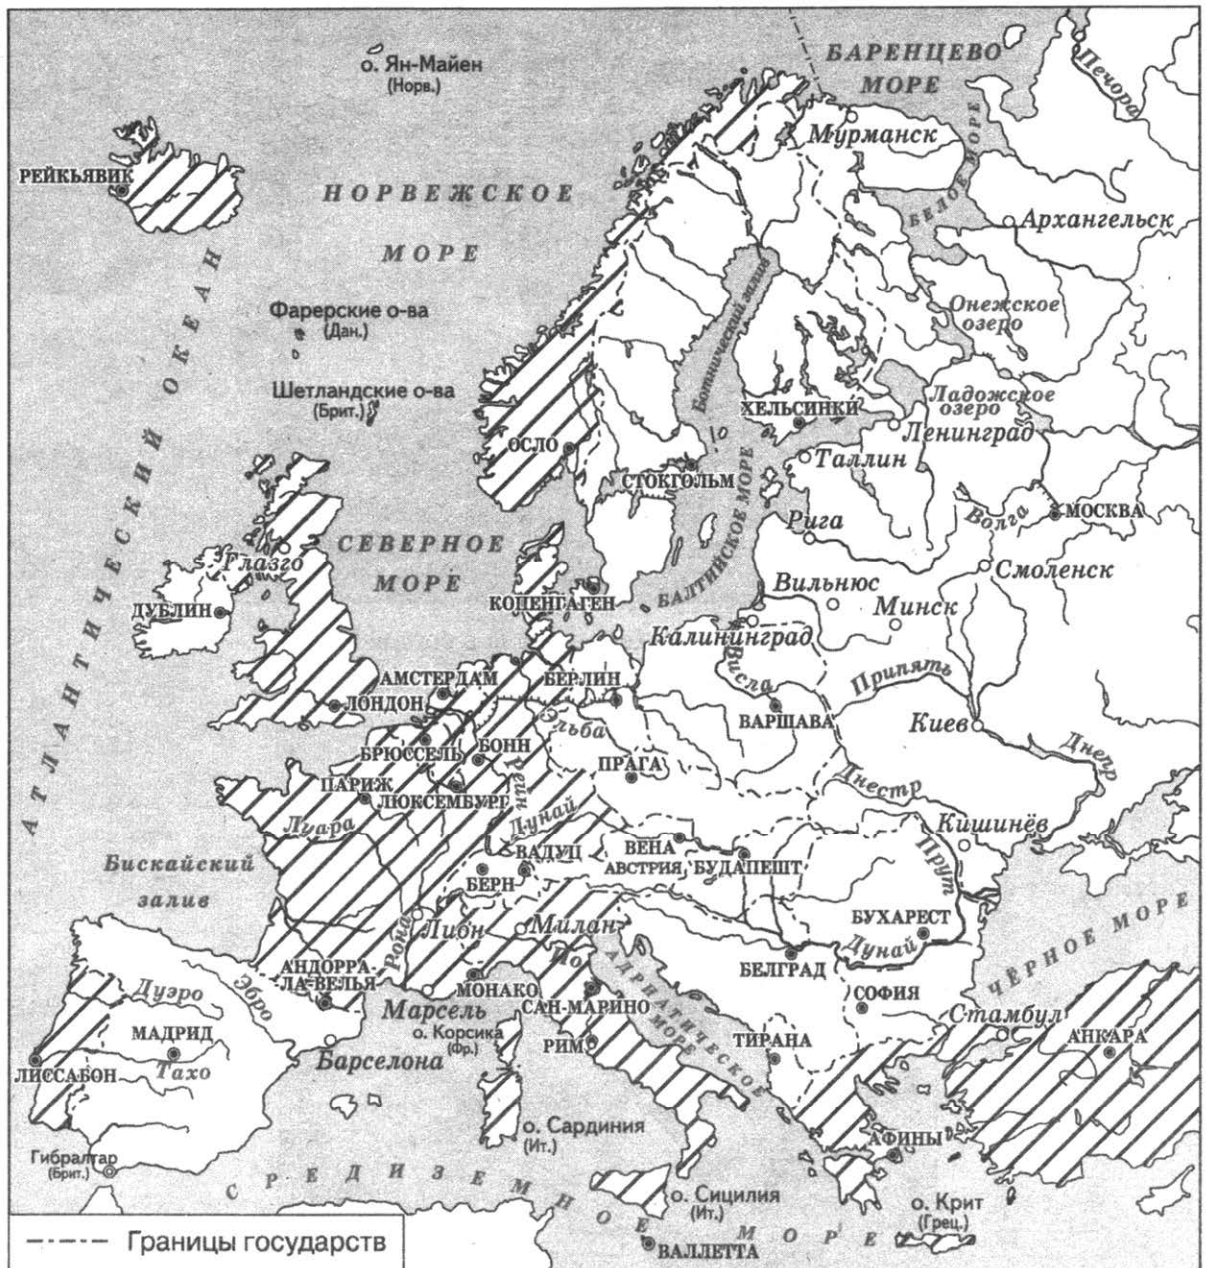 о. Ян-Майен
(Норв.)
БАРЕНЦЕВО
МОРЕ
Печора
Мурманск
РЕЙКЬЯВИК
НОРВЕЖСКОЕ
МОРЕ
БЕЛОЕ МОРЕ
Архангельск
АТЛАНТИЧЕСКИЙ ОКЕАН
Фарерские о-ва
(Дан.)
Ботнический залив
Онежское
озеро
Шетландские о-ва
(Брит.)
ХЕЛЬСИНКИ
Ладожское
озеро
Ленинград
ОСЛО
Таллин
СТОКГОЛЬМ
БАЛТИЙСКОЕ МОРЕ
Волга
МОСКВА
Рига
СЕВЕРНОЕ
МОРЕ
Глазго
Смоленск
Вильнюс
КОПЕНГАГЕН
ДУБЛИН
Минск
Калининград
Висла
АМСТЕРДАМ
БЕРЛИН
Припять
ЛОНДОН
Эльба
ВАРШАВА
Киев
БРЮССЕЛЬ
БОНН
Рейн
ПРАГА
Днепр
ПАРИЖ
ЛЮКСЕМБУРГ
Днестр
Луара
Дунай
Кишинёв
ВАДУЦ
ВЕНА
АВСТРИЯ
БУДАПЕШТ
Прут
Бискайский
залив
БЕРН
Рона
Лион
Милан
По
БУХАРЕСТ
Дунай
БЕЛГРАД
ЧЁРНОЕ МОРЕ
АНДОРРА-
ЛА-ВЕЛЬЯ
МОНАКО
САН-МАРИНО
АДРИАТИЧЕСКОЕ
МОРЕ
СОФИЯ
Дуэро
Эбро
Марсель
Стамбул
МАДРИД
о. Корсика
(Фр.)
РИМ
ТИРАНА
АНКАРА
ЛИССАБОН
Тахо
Барселона
о. Сардиния
(Ит.)
АФИНЫ
Гибралтар
(Брит.)
СРЕДИЗЕМНОЕ МОРЕ
о. Сицилия
(Ит.)
о. Крит
(Грец.)
ВАЛЛЕТТА
Границы государств